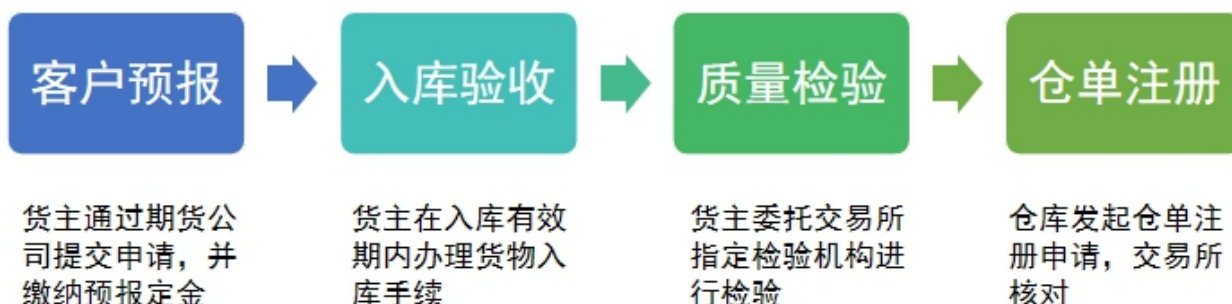 客户预报
入库验收
质量检验
仓单注册
货主通过期货公
司提交申请，并
缴纳预报定金
货主在入库有效
期内办理货物入
库手续
货主委托交易所
指定检验机构进
行检验
仓库发起仓单注
册申请，交易所
核对